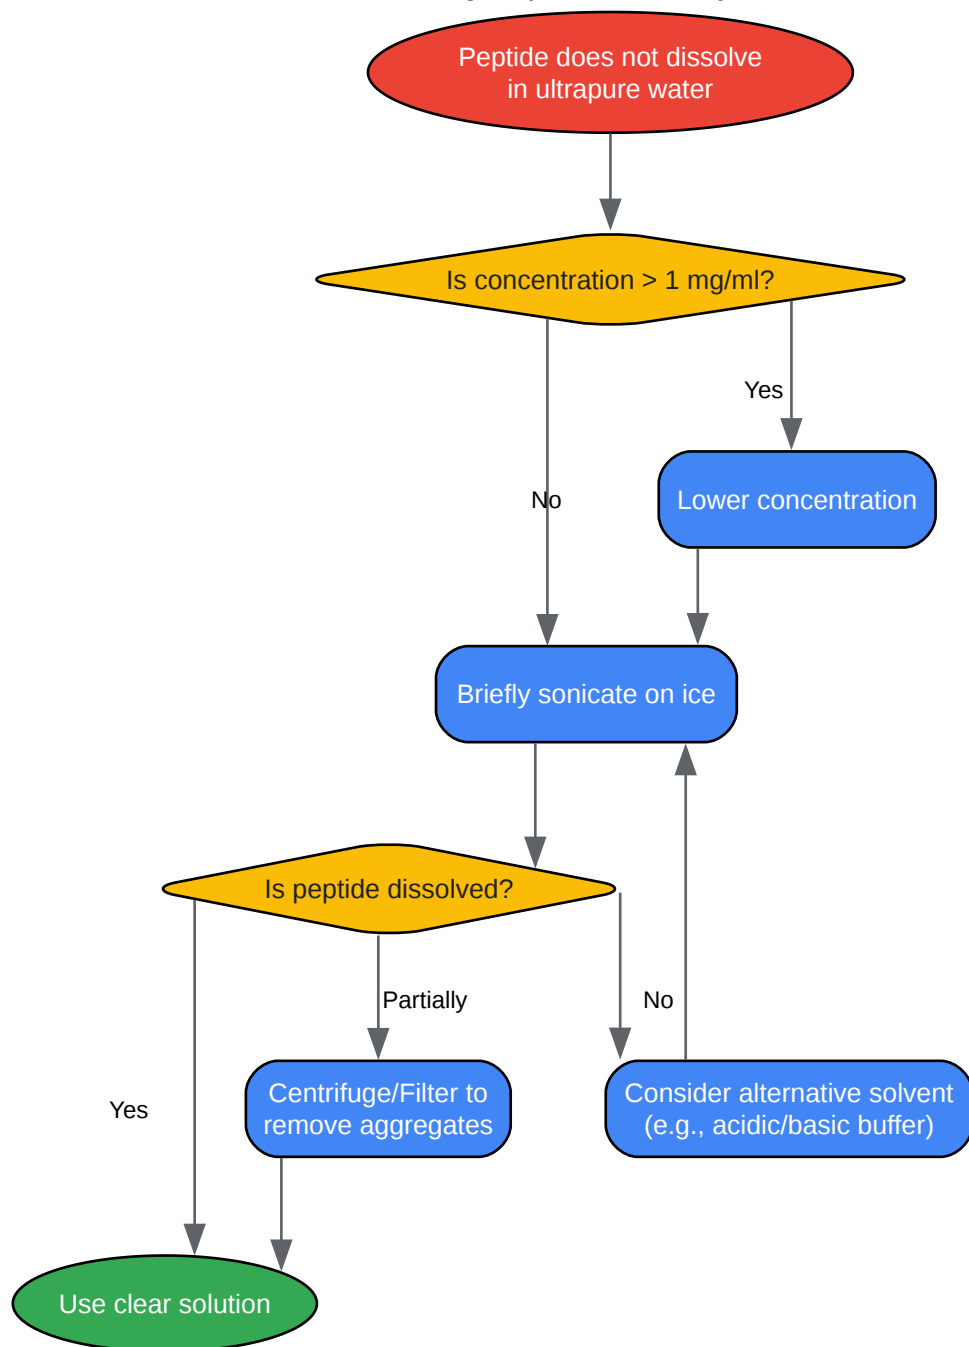 Peptide does not dissolve
in ultrapure water
Is concentration > 1 mg/ml?
Yes
Lower concentration
No
Briefly sonicate on ice
Is peptide dissolved?
Partially
No
Centrifuge/Filter to
remove aggregates
Consider alternative solvent
(e.g., acidic/basic buffer)
Yes
Use clear solution